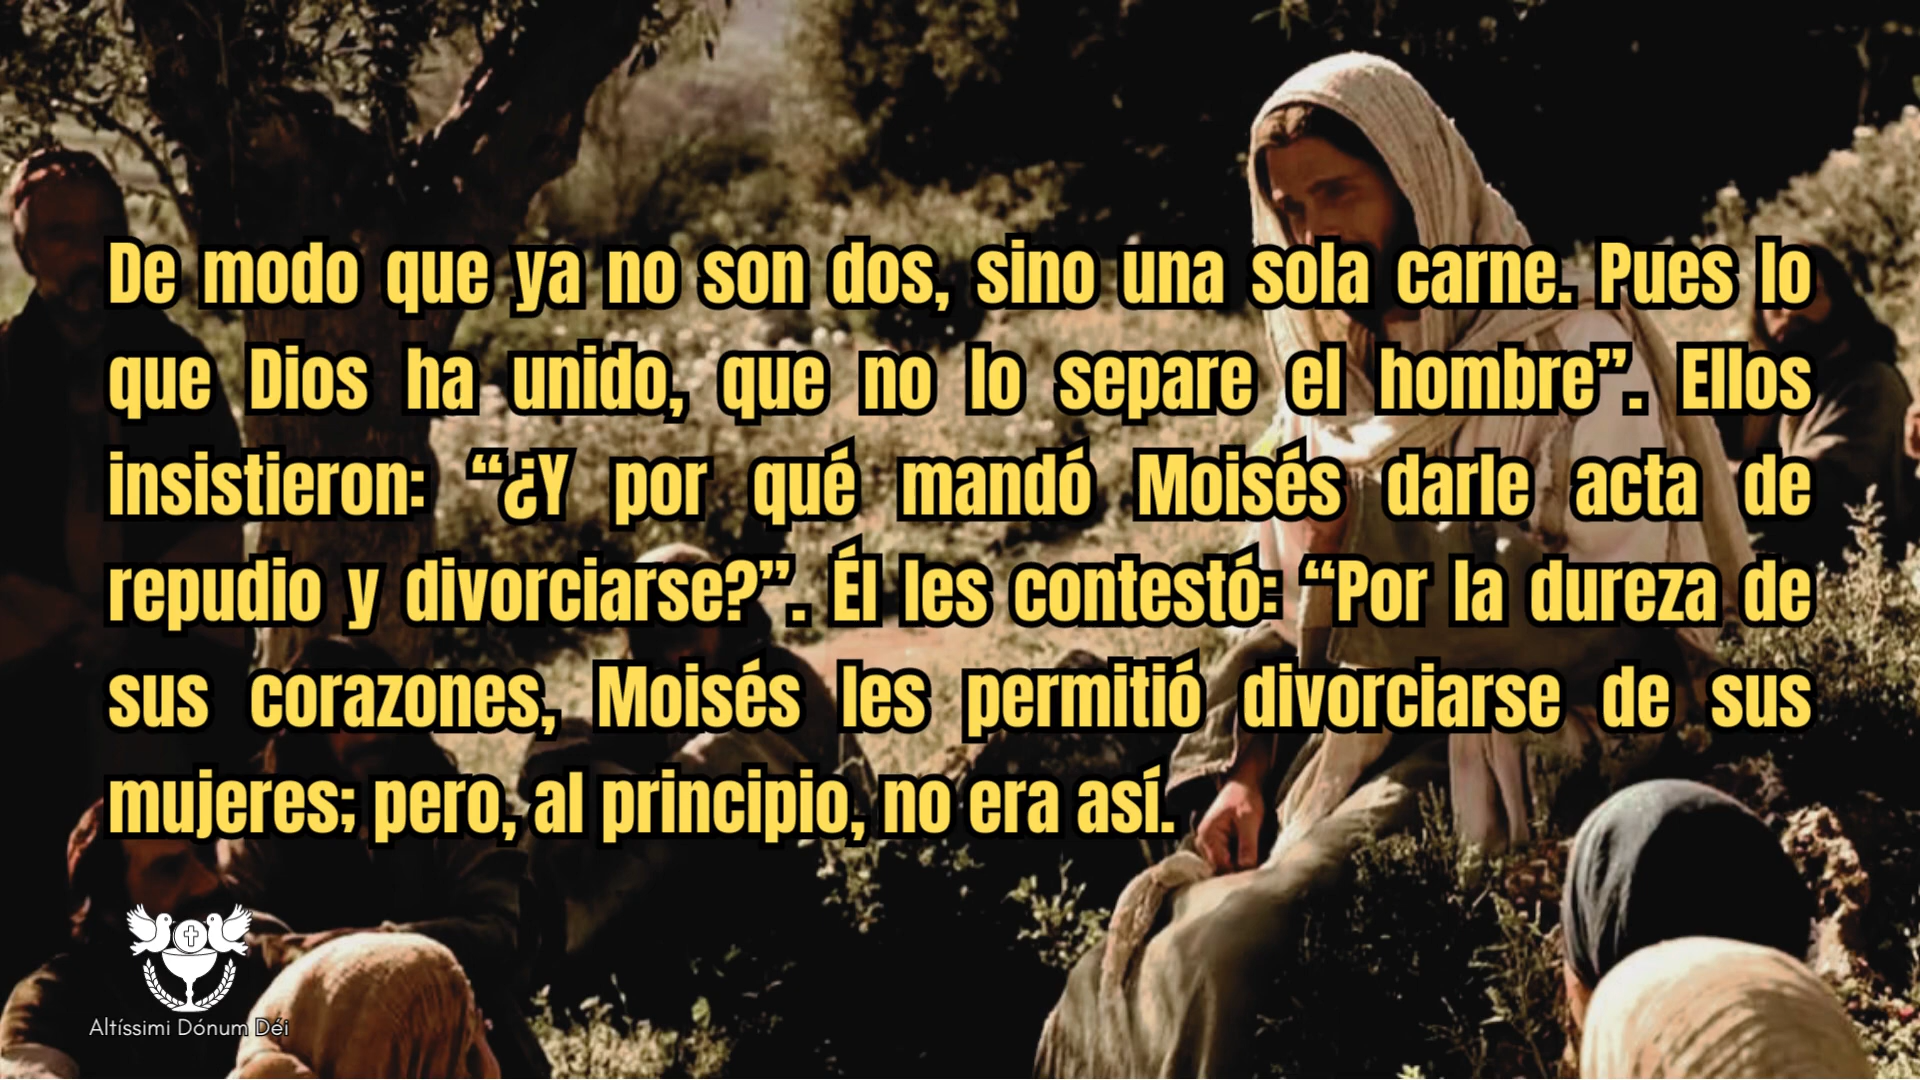 De modo que ya no son dos, sino una sola carne. Pues lo
que Dios ha unido, que no lo separe el hombre”. Ellos
insistieron: “¿Y por qué mandó Moisés darle acta de
repudio y divorciarse?”. Él les contestó: “Por la dureza de
sus corazones, Moisés les permitió divorciarse de sus
mujeres; pero, al principio, no era así.
Altíssimi Dónum Déi